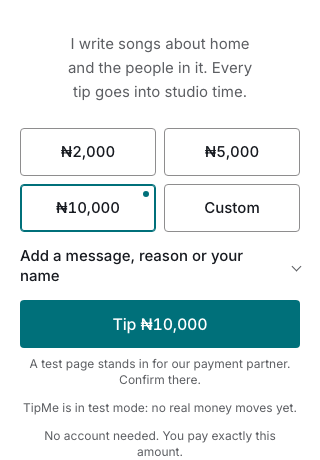 I write songs about home
and the people in it. Every
tip goes into studio time.
₦2,000
₦5,000
₦10,000
Custom
Add a message, reason or your
name
Tip ₦10,000
A test page stands in for our payment partner.
Confirm there.
TipMe is in test mode: no real money moves yet.
No account needed. You pay exactly this
amount.